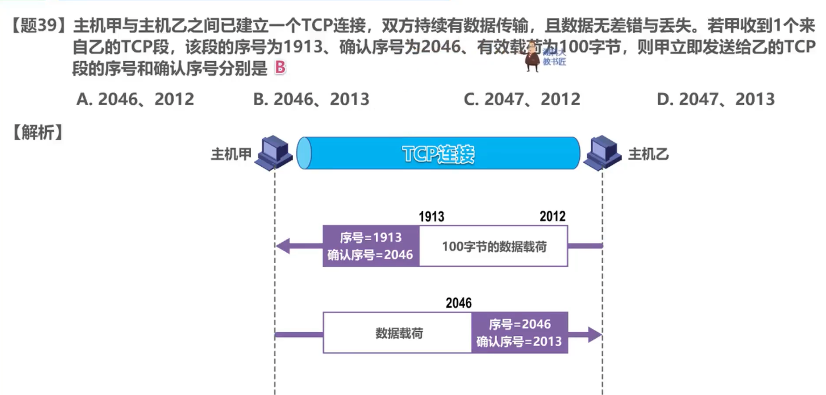 【题39】主机甲与主机乙之间已建立一个TCP连接，双方持续有数据传输，且数据无差错与丢失。若甲收到1个来
自乙的TCP段，该段的序号为1913、确认序号为2046、有效载荷为100字节，则甲立即发送给乙的TCP
段的序号和确认序号分别是 B
A. 2046、2012 B. 2046、2013 C. 2047、2012 D. 2047、2013
【解析】
主机甲 TCP连接 主机乙
1913 2012
序号=1913
确认序号=2046
100字节的数据载荷
2046
数据载荷
序号=2046
确认序号=2013
教书匠